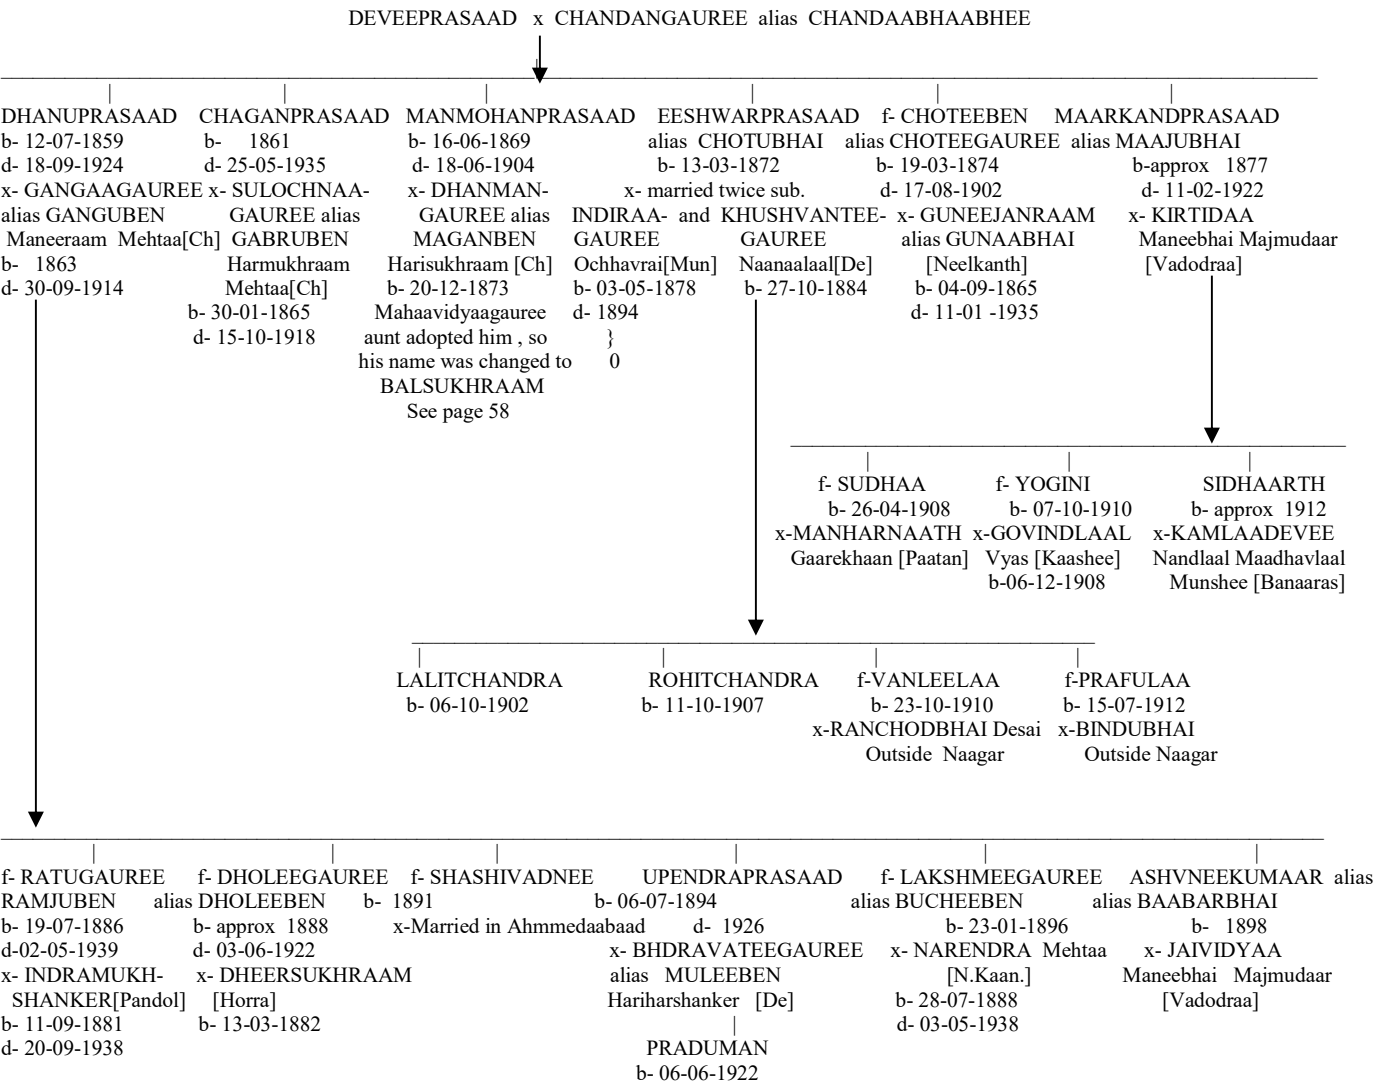 DEVEEPRASAAD x CHANDANGAUREE alias CHANDAABHAABHEE
DHANUPRASAAD CHAGANPRASAAD MANMOHANPRASAAD EESHWARPRASAAD f- CHOTEEBEN MAARKANDPRASAAD
b- 12-07-1859 b- 1861 b- 16-06-1869 alias CHOTUBHAI alias CHOTEEGAUREE alias MAAJUBHAI
d- 18-09-1924 d- 25-05-1935 d- 18-06-1904 b- 13-03-1872 b- 19-03-1874 b-approx 1877
x- GANGAAGAUREE x- SULOCHNAA- x- DHANMAN- x- married twice sub. d- 17-08-1902 d- 11-02-1922
alias GANGUBEN GAUREE alias GAUREE alias INDIRAA- and KHUSHVANTEE- x- GUNEEJANRAAM x- KIRTIDAA
Maneeraam Mehtaa[Ch] GABRUBEN MAGANBEN GAUREE GAUREE alias GUNAABHAI Maneebhai Majmudaar
b- 1863 Harmukhraam Harisukhraam [Ch] Ochhavrai[Mun] Naanaalaal[De] [Neelkanth] [Vadodraa]
d- 30-09-1914 Mehtaa[Ch] b- 20-12-1873 b- 03-05-1878 b- 27-10-1884 b- 04-09-1865
b- 30-01-1865 Mahaavidyaagauree d- 1894 d- 11-01 -1935
d- 15-10-1918 aunt adopted him , so }
his name was changed to 0
BALSUKHRAAM
See page 58
f- SUDHAA f- YOGINI SIDHAARTH
b- 26-04-1908 b- 07-10-1910 b- approx 1912
x-MANHARNAATH x-GOVINDLAAL x-KAMLAADEVEE
Gaarekhaan [Paatan] Vyas [Kaashee] Nandlaal Maadhavlaal
b-06-12-1908 Munshee [Banaaras]
LALITCHANDRA ROHITCHANDRA f-VANLEELAA f-PRAFULAA
b- 06-10-1902 b- 11-10-1907 b- 23-10-1910 b- 15-07-1912
x-RANCHODBHAI Desai x-BINDUBHAI
Outside Naagar Outside Naagar
f- RATUGAUREE f- DHOLEEGAUREE f- SHASHIVADNEE UPENDRAPRASAAD f- LAKSHMEEGAUREE ASHVNEEKUMAAR alias
RAMJUBEN alias DHOLEEBEN b- 1891 b- 06-07-1894 alias BUCHEEBEN alias BAABARBHAI
b- 19-07-1886 b- approx 1888 x-Married in Ahmmedaabaad d- 1926 b- 23-01-1896 b- 1898
d-02-05-1939 d- 03-06-1922 x- BHDRAVATEEGAUREE x- NARENDRA Mehtaa x- JAIVIDYAA
x- INDRAMUKH- x- DHEERSUKHRAAM alias MULEEBEN [N.Kaan.] Maneebhai Majmudaar
SHANKER[Pandol] [Horra] Hariharshanker [De] b- 28-07-1888 [Vadodraa]
b- 11-09-1881 b- 13-03-1882 d- 03-05-1938
d- 20-09-1938 PRADUMAN
b- 06-06-1922